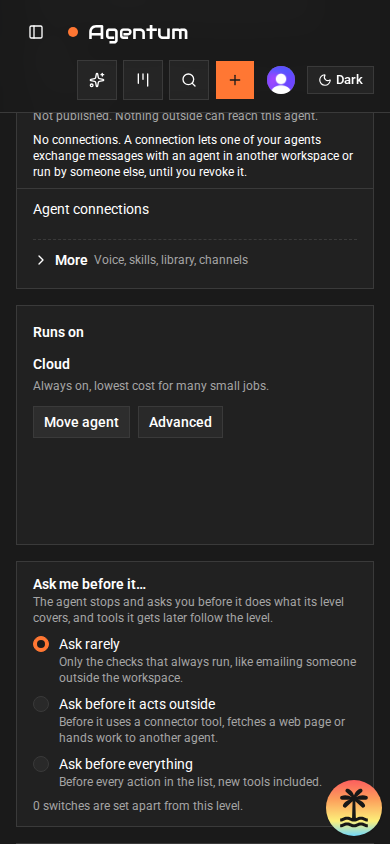 Agentum
Dark
Not published. Nothing outside can reach this agent.
No connections. A connection lets one of your agents
exchange messages with an agent in another workspace or
run by someone else, until you revoke it.
Agent connections
More Voice, skills, library, channels
Runs on
Cloud
Always on, lowest cost for many small jobs.
Move agent Advanced
Ask me before it...
The agent stops and asks you before it does what its level
covers, and tools it gets later follow the level.
Ask rarely
Only the checks that always run, like emailing someone
outside the workspace.
Ask before it acts outside
Before it uses a connector tool, fetches a web page or
hands work to another agent.
Ask before everything
Before every action in the list, new tools included.
0 switches are set apart from this level.